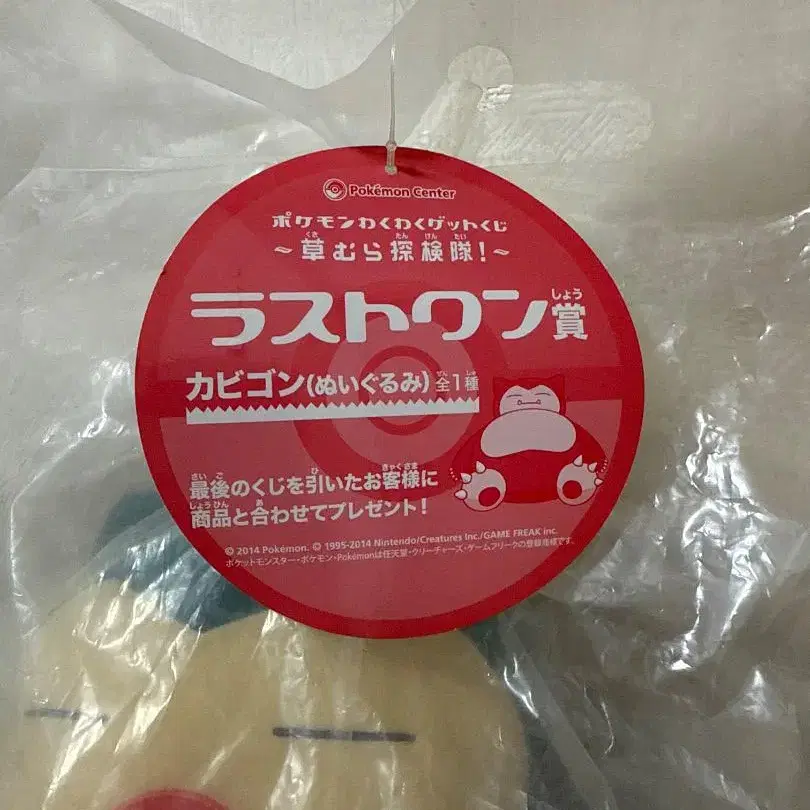 Pokémon Center
ポケモンわくわくゲットくじ
~草むら探検隊!~
ラストワン賞
カビゴン(ぬいぐるみ)全1種
最後のくじを引いたお客様に
商品と合わせてプレゼント!
© 2014 Pokémon. © 1995-2014 Nintendo/Creatures Inc./GAME FREAK inc.
ポケットモンスター・ポケモン・Pokémonは任天堂・クリーチャーズ・ゲームフリークの登録商標です。